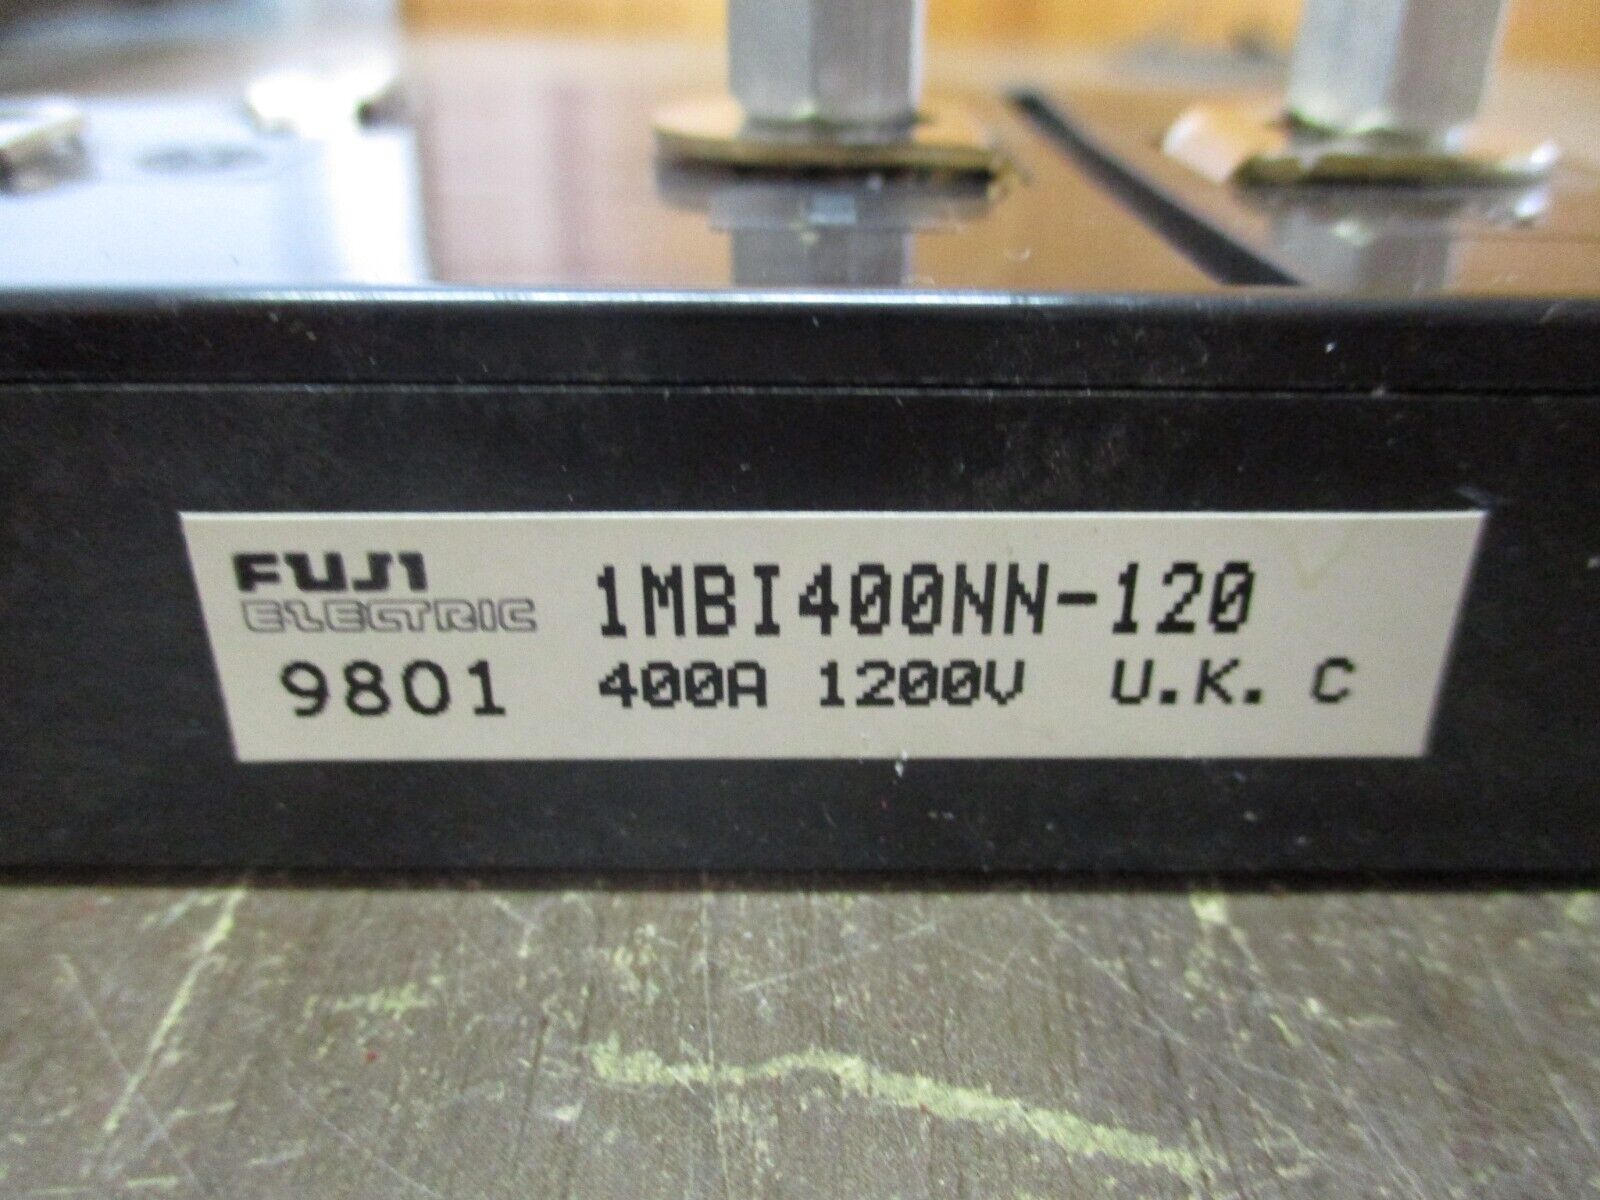 FUJI ELECTRIC 1MBI400NN-120
9801 400A 1200V U.K. C